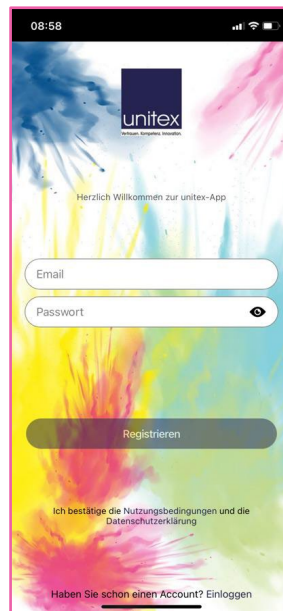 08:58
unitex
Vertrauen. Kompetenz. Innovation.
Herzlich Willkommen zur unitex-App
Email
Passwort
Registrieren
Ich bestätige die Nutzungsbedingungen und die
Datenschutzerklärung
Haben Sie schon einen Account? Einloggen